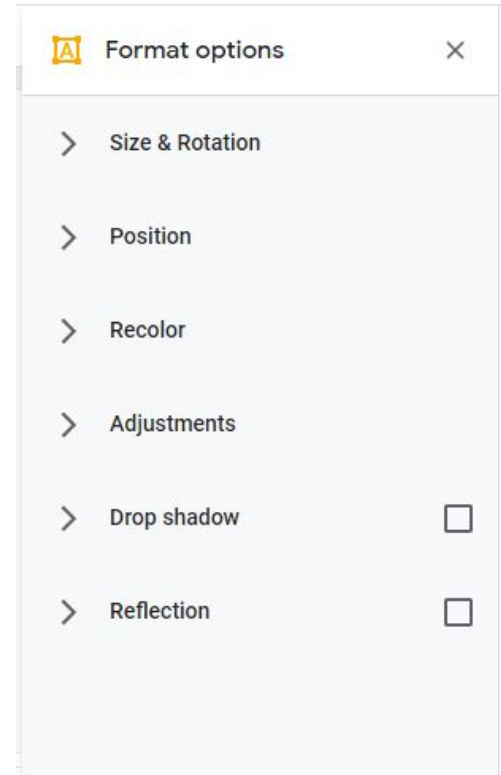 A Format options
Size & Rotation
Position
Recolor
Adjustments
Drop shadow
Reflection